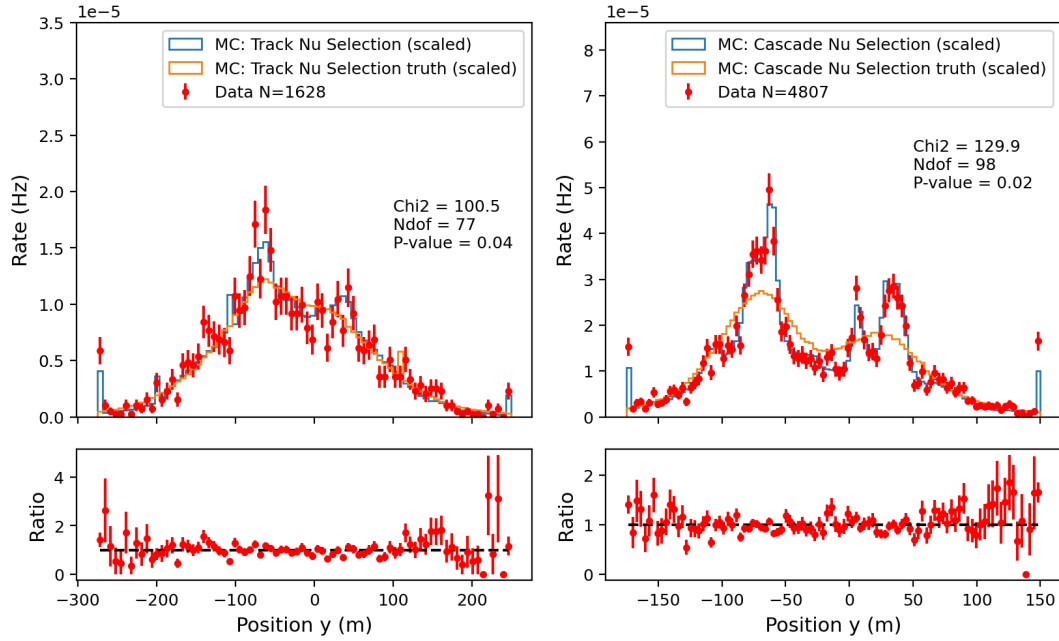 1e−5
3.5
3.0
2.5
2.0
1.5
1.0
0.5
0.0
Rate (Hz)
MC: Track Nu Selection (scaled)
MC: Track Nu Selection truth (scaled)
Data N=1628
Chi2 = 100.5
Ndof = 77
P-value = 0.04
4
2
0
Ratio
−300 −200 −100 0 100 200
Position y (m)
1e−5
8
7
6
5
4
3
2
1
0
Rate (Hz)
MC: Cascade Nu Selection (scaled)
MC: Cascade Nu Selection truth (scaled)
Data N=4807
Chi2 = 129.9
Ndof = 98
P-value = 0.02
2
1
0
Ratio
−150 −100 −50 0 50 100 150
Position y (m)